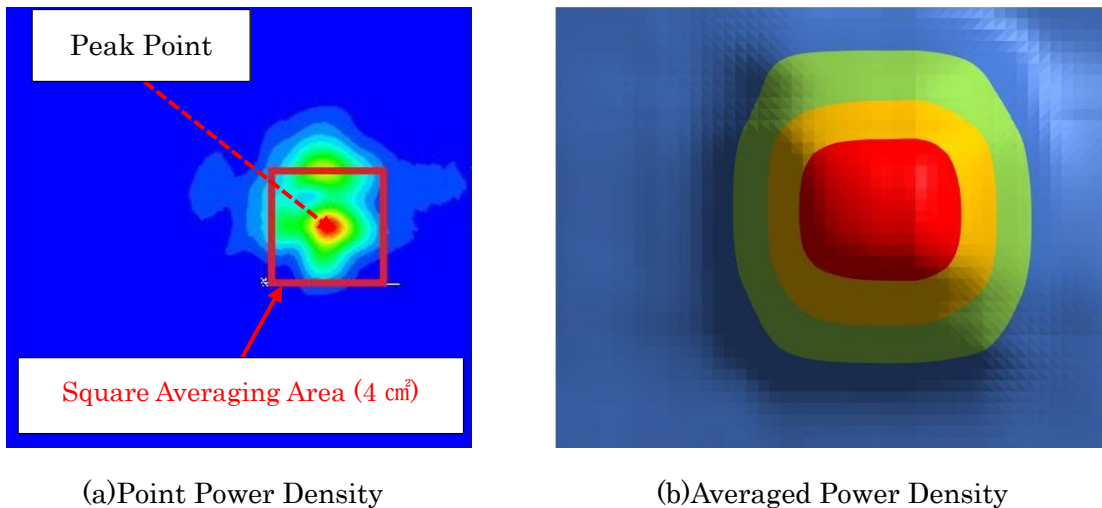 Peak Point
Square Averaging Area (4 ㎠)
(a)Point Power Density
(b)Averaged Power Density